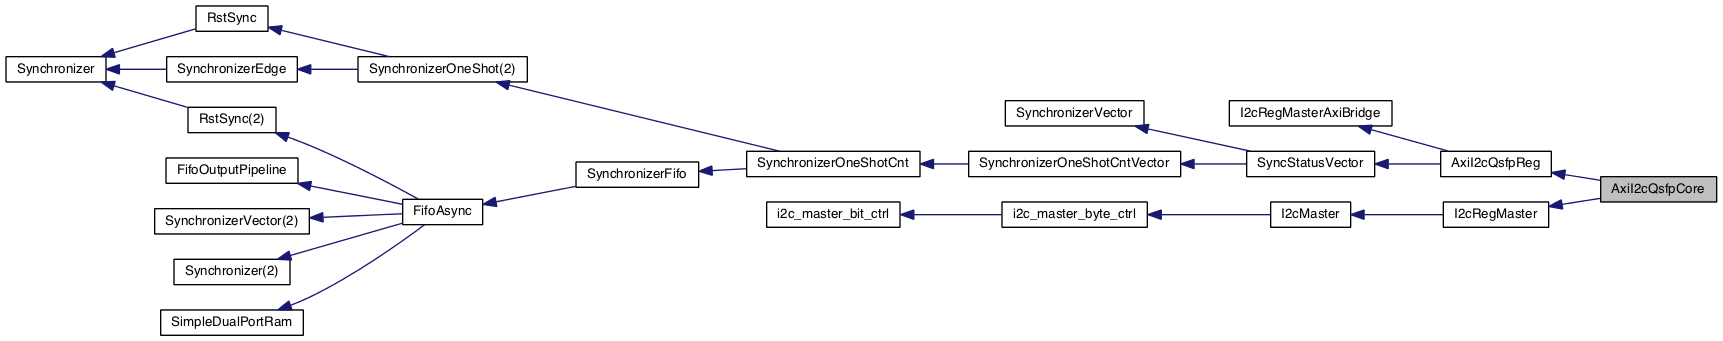 RstSync
Synchronizer
SynchronizerEdge
SynchronizerOneShot(2)
RstSync(2)
SynchronizerVector
I2cRegMasterAxiBridge
FifoOutputPipeline
SynchronizerFifo
SynchronizerOneShotCnt
SynchronizerOneShotCntVector
SyncStatusVector
AxiI2cQsfpReg
AxiI2cQsfpCore
SynchronizerVector(2)
FifoAsync
i2c_master_bit_ctrl
i2c_master_byte_ctrl
I2cMaster
I2cRegMaster
Synchronizer(2)
SimpleDualPortRam